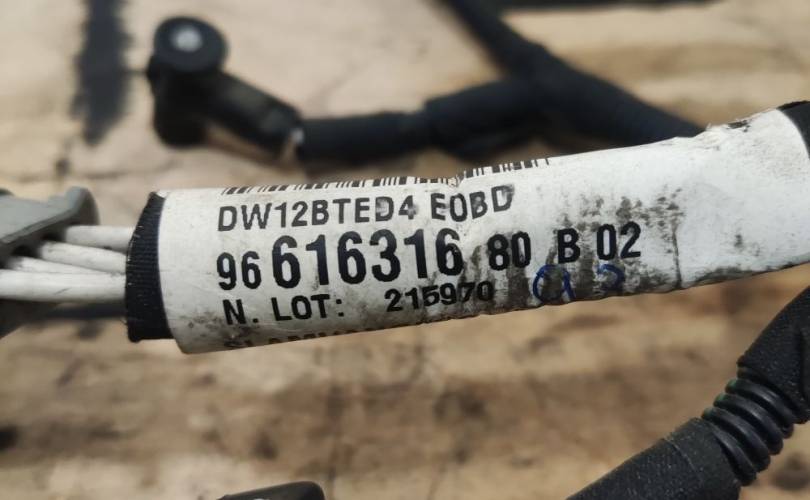 DW12BTED4 EOBD
96 616316 80 B 02
N. LOT: 215970